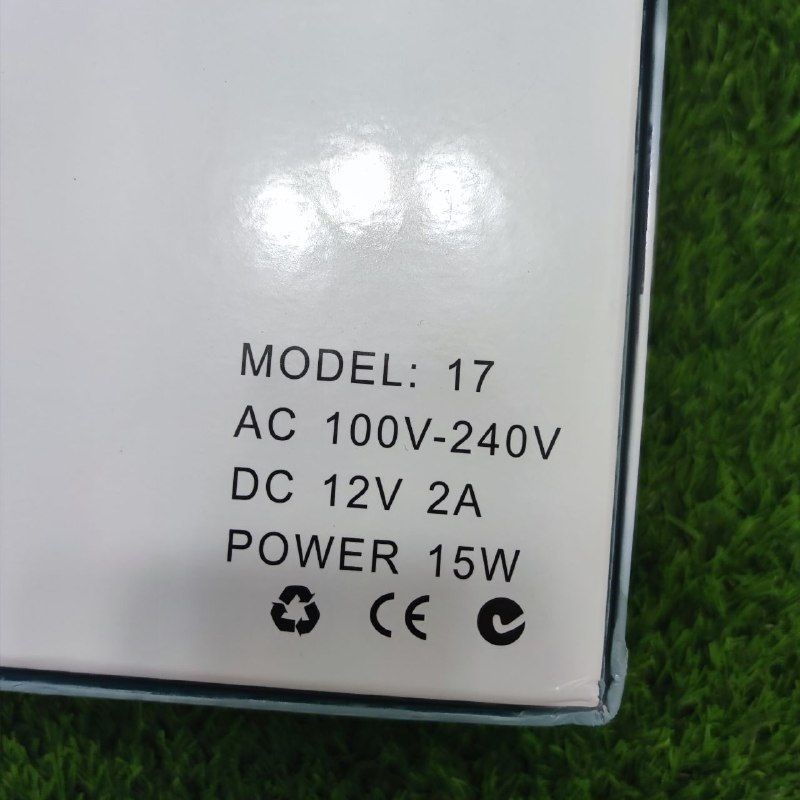 MODEL: 17
AC 100V-240V
DC 12V 2A
POWER 15W
CE